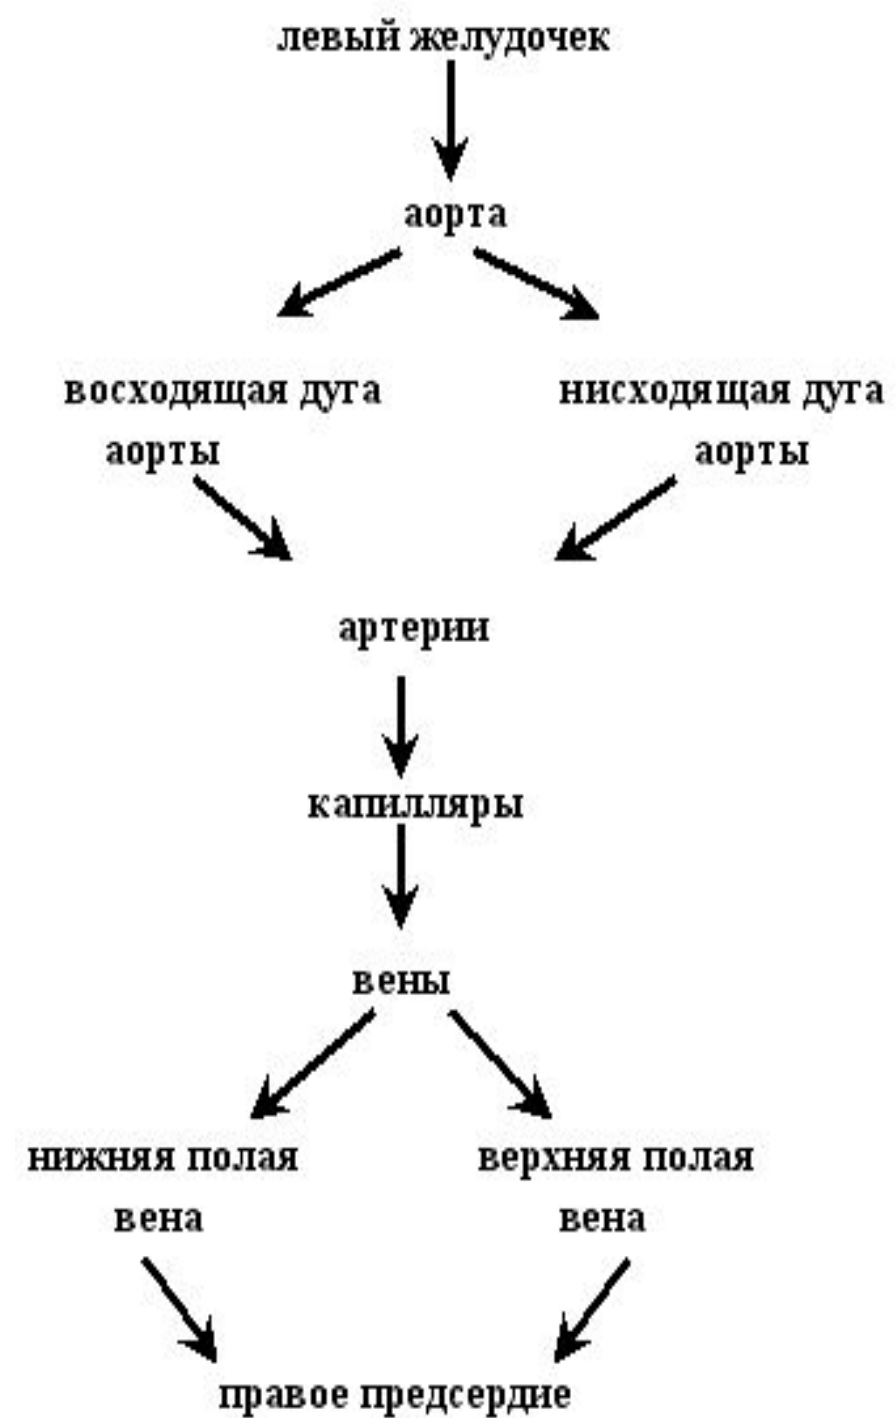 левый желудочек
аорта
восходящая дуга
аорты
нисходящая дуга
аорты
артерии
капилляры
вены
нижняя полая
вена
верхняя полая
вена
правое предсердие